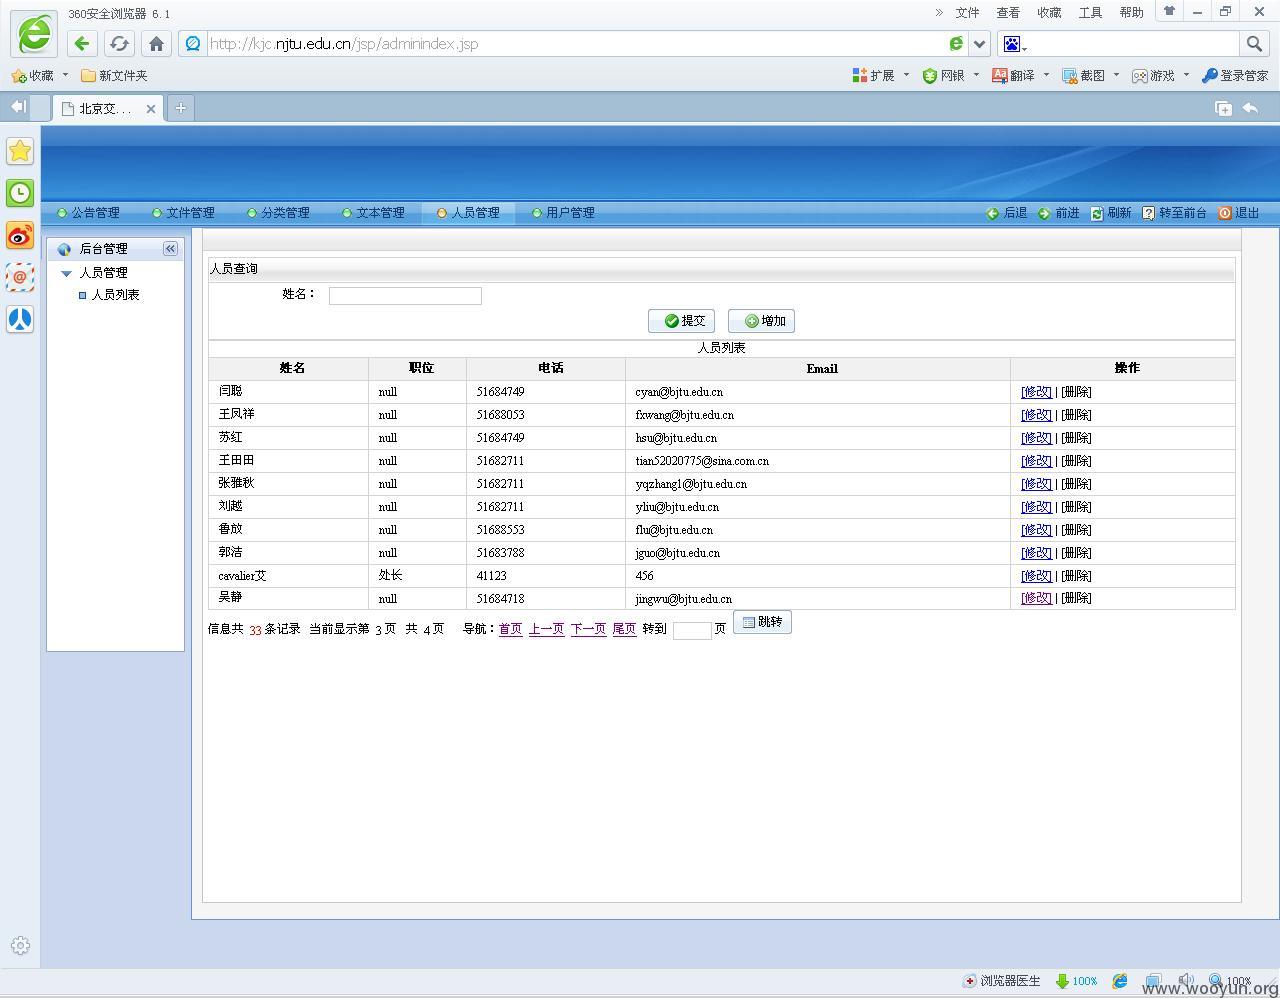 360安全浏览器 6.1
» 文件 查看 收藏 工具 帮助
http://kjc.njtu.edu.cn/jsp/adminindex.jsp
收藏 新文件夹 扩展 网银 翻译 截图 游戏 登录管家
北京交...
公告管理 文件管理 分类管理 文本管理 人员管理 用户管理 后退 前进 刷新 转至前台 退出
后台管理
人员管理
人员列表
人员查询
姓名：
提交 增加
人员列表
姓名 职位 电话 Email 操作
闫聪 null 51684749 cyan@bjtu.edu.cn [修改] | [删除]
王凤祥 null 51688053 fxwang@bjtu.edu.cn [修改] | [删除]
苏红 null 51684749 hsu@bjtu.edu.cn [修改] | [删除]
王田田 null 51682711 tian52020775@sina.com.cn [修改] | [删除]
张雅秋 null 51682711 yqzhang1@bjtu.edu.cn [修改] | [删除]
刘越 null 51682711 yliu@bjtu.edu.cn [修改] | [删除]
鲁放 null 51688553 flu@bjtu.edu.cn [修改] | [删除]
郭洁 null 51683788 jguo@bjtu.edu.cn [修改] | [删除]
cavalier艾 处长 41123 456 [修改] | [删除]
吴静 null 51684718 jingwu@bjtu.edu.cn [修改] | [删除]
信息共 33 条记录 当前显示第 3 页 共 4 页 导航：首页 上一页 下一页 尾页 转到 页 跳转
浏览器医生 100% 100%
www.wooyun.org